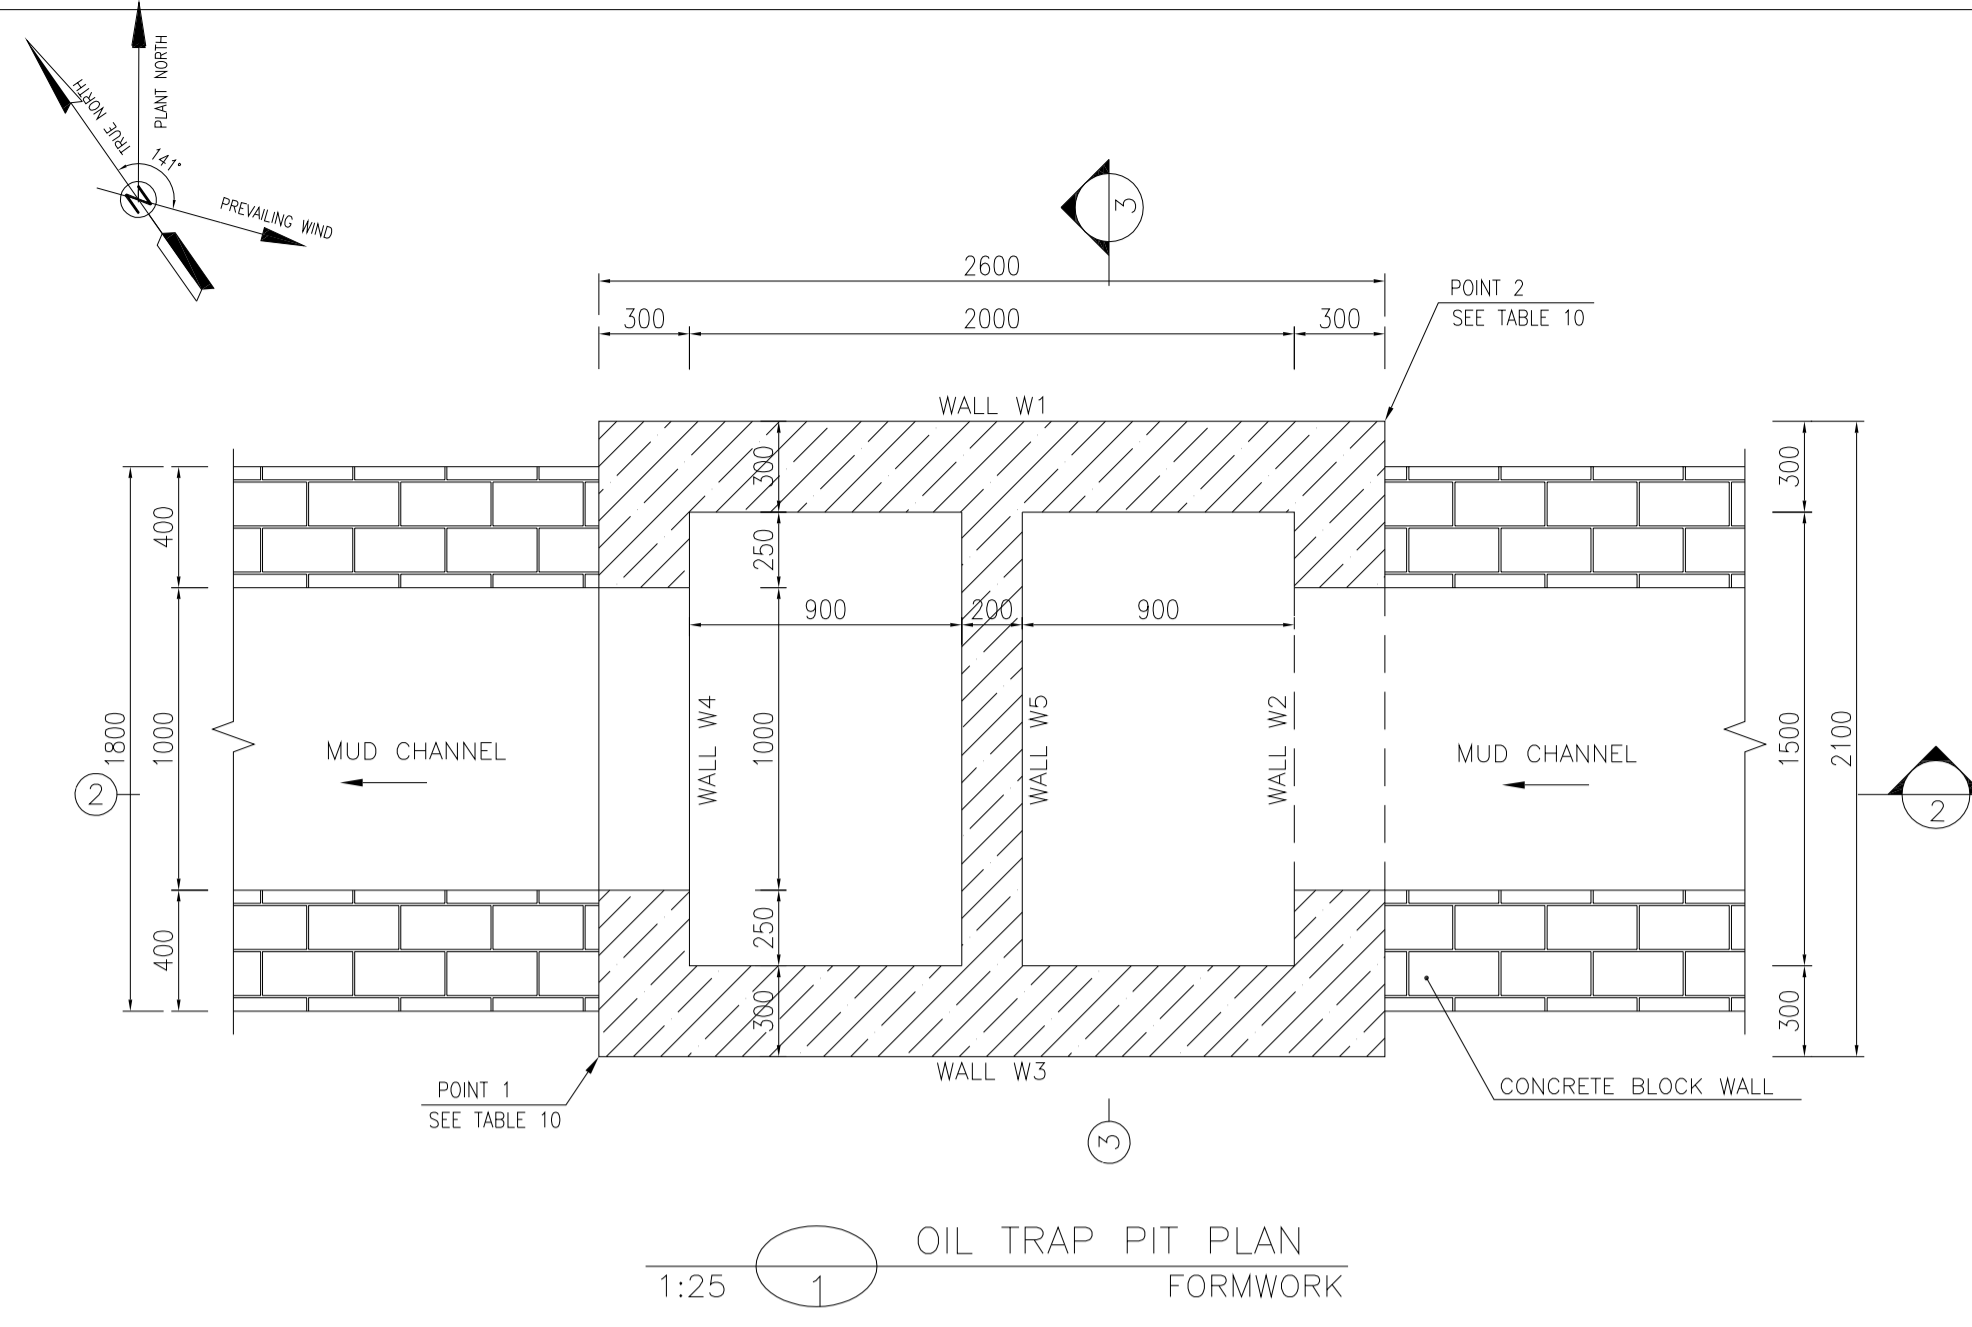 PLANT NORTH
TRUE NORTH
141°
N
PREVAILING WIND
3
2600
300
2000
300
POINT 2
SEE TABLE 10
WALL W1
300
300
400
250
900
200
900
1800
1000
1000
1500
2100
WALL W4
WALL W5
WALL W2
MUD CHANNEL
MUD CHANNEL
2
2
400
250
300
300
WALL W3
POINT 1
SEE TABLE 10
CONCRETE BLOCK WALL
3
OIL TRAP PIT PLAN
1:25
1
FORMWORK